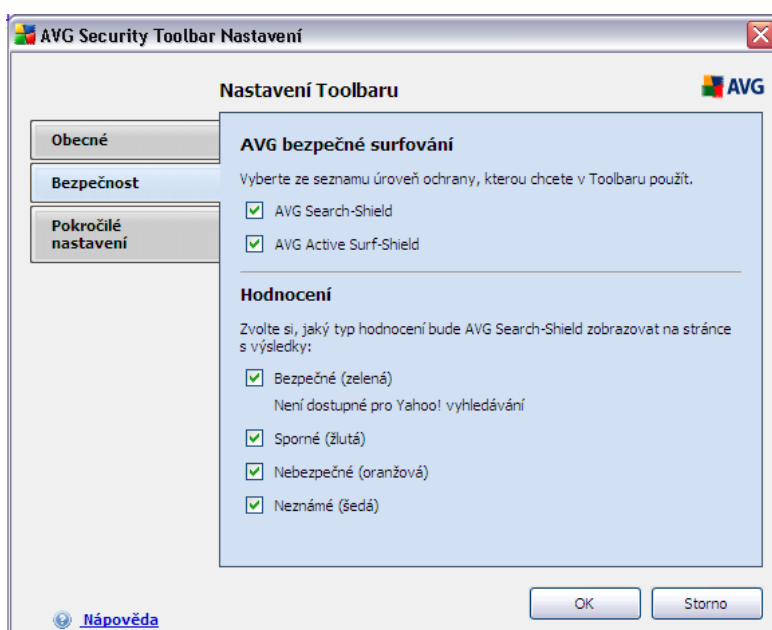 AVG Security Toolbar Nastavení
Nastavení Toolbaru
AVG
Obecné
Bezpečnost
Pokročilé
nastavení
AVG bezpečné surfování
Vyberte ze seznamu úroveň ochrany, kterou chcete v Toolbaru použít.
AVG Search-Shield
AVG Active Surf-Shield
Hodnocení
Zvolte si, jaký typ hodnocení bude AVG Search-Shield zobrazovat na stránce
s výsledky:
Bezpečné (zelená)
Není dostupné pro Yahoo! vyhledávání
Sporné (žlutá)
Nebezpečné (oranžová)
Neznámé (šedá)
OK
Storno
Nápověda